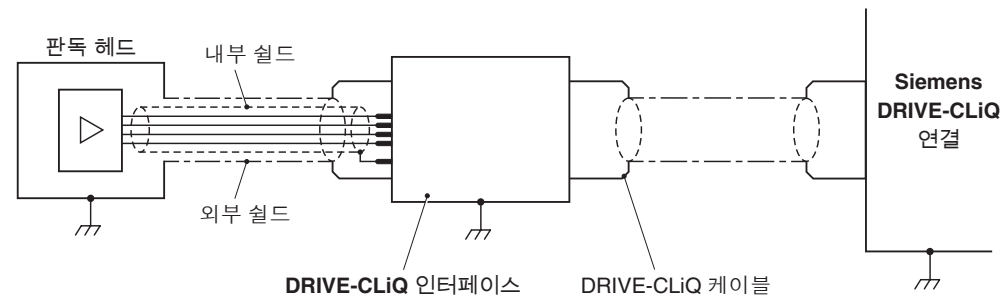 판독 헤드
내부 쉴드
외부 쉴드
DRIVE-CLiQ 인터페이스
DRIVE-CLiQ 케이블
Siemens
DRIVE-CLiQ
연결